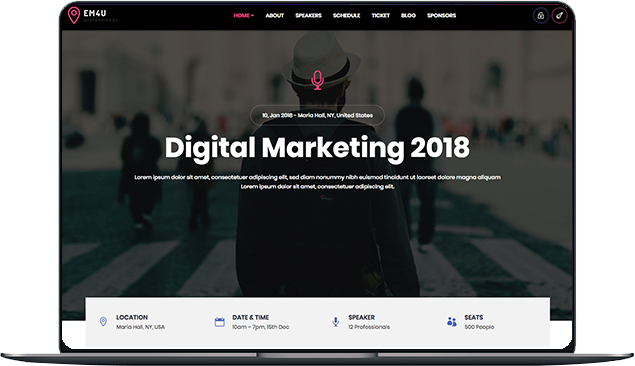 EM4U
professional
HOME
ABOUT
SPEAKERS
SCHEDULE
TICKET
BLOG
SPONSORS
10, Jan 2018 - Maria Hall, NY, United States
Digital Marketing 2018
Lorem ipsum dolor sit amet, consectetuer adipiscing elit, sed diam nonummy nibh euismod tincidunt ut laoreet dolore magna aliquam
Lorem ipsum dolor sit amet, consectetuer adipiscing elit.
LOCATION
Maria Hall, NY, USA
DATE & TIME
10am - 7pm, 15th Dec
SPEAKER
12 Professionals
SEATS
500 People